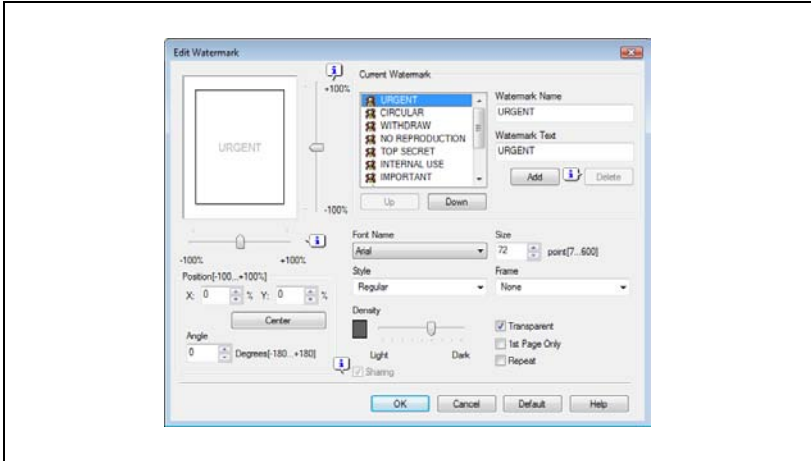 Edit Watermark
URGENT
+100%
-100%
-100% +100%
Position[-100...+100%]
X: 0 % Y: 0 %
Center
Angle
0 Degrees[-180...+180]
Current Watermark
URGENT
CIRCULAR
WITHDRAW
NO REPRODUCTION
TOP SECRET
INTERNAL USE
IMPORTANT
Up Down
Watermark Name
URGENT
Watermark Text
URGENT
Add Delete
Font Name
Arial
Size
72 point[7...600]
Style
Regular
Frame
None
Density
Light Dark
Sharing
Transparent
1st Page Only
Repeat
OK Cancel Default Help